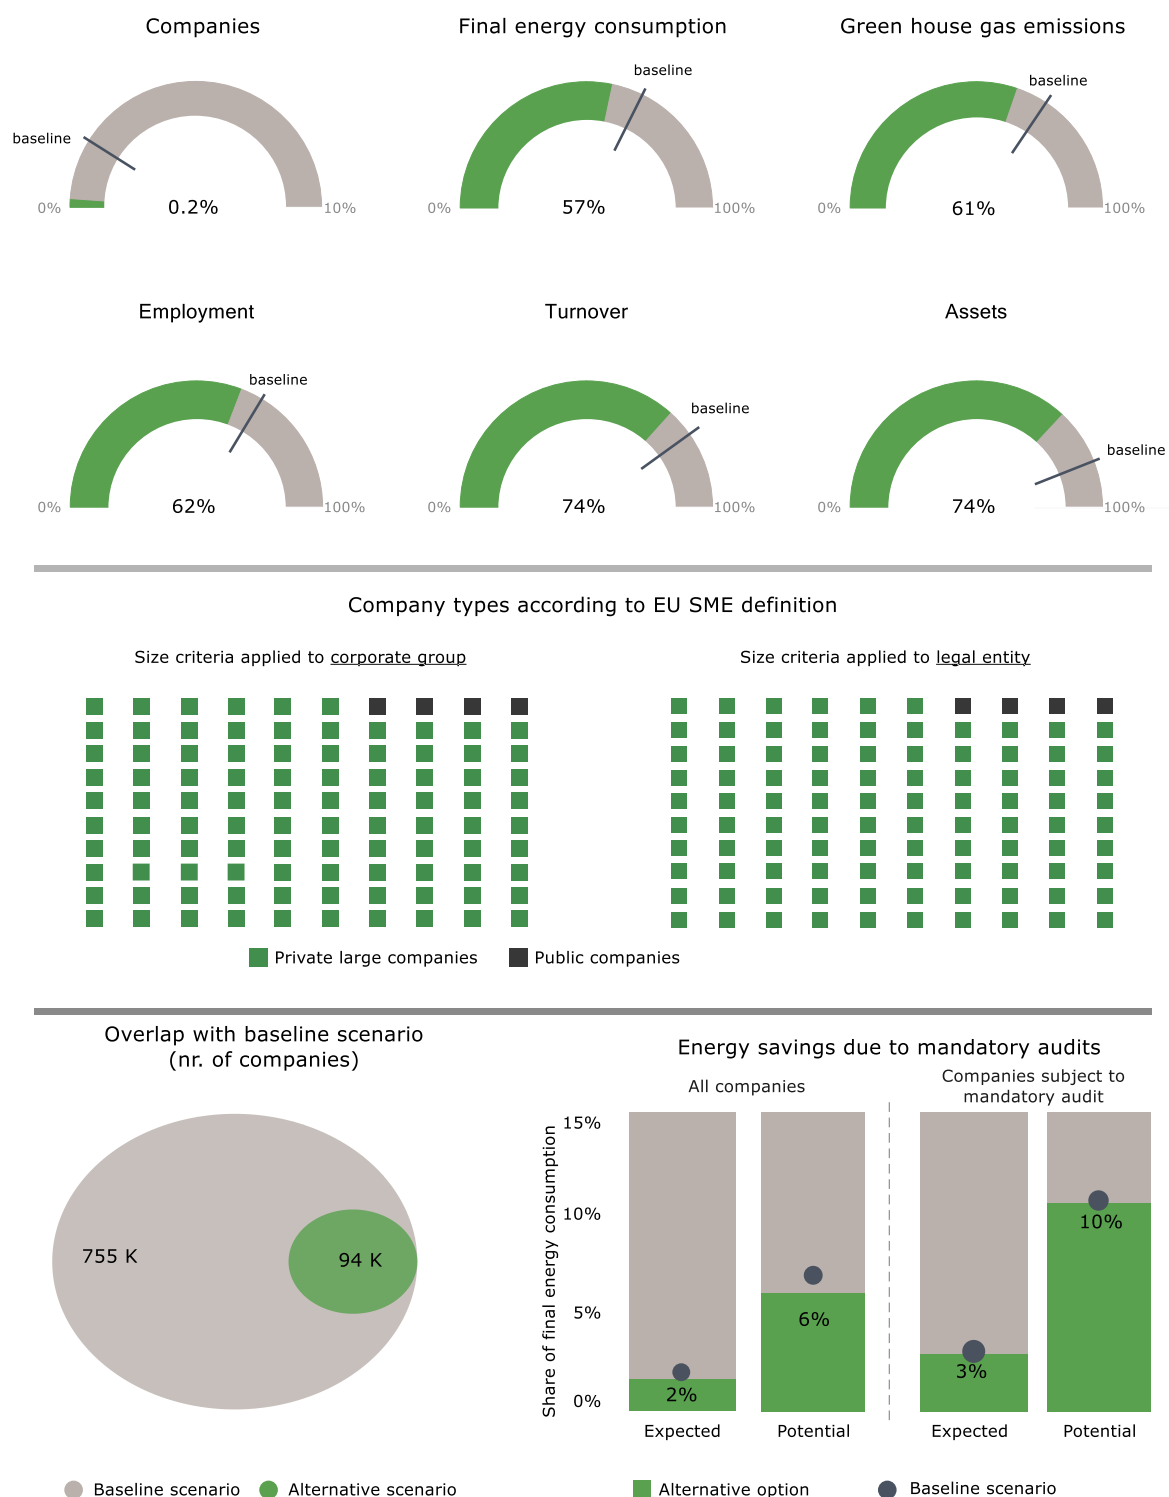 Companies
Final energy consumption
Green house gas emissions
baseline
baseline
baseline
0%
0.2%
10%
0%
57%
100%
0%
61%
100%
Employment
Turnover
Assets
baseline
baseline
baseline
0%
62%
100%
0%
74%
100%
0%
74%
100%
Company types according to EU SME definition
Size criteria applied to corporate group
Size criteria applied to legal entity
Private large companies
Public companies
Overlap with baseline scenario
(nr. of companies)
755 K
94 K
Baseline scenario
Alternative scenario
Energy savings due to mandatory audits
All companies
Companies subject to
mandatory audit
Share of final energy consumption
15%
10%
5%
0%
2%
6%
3%
10%
Expected
Potential
Expected
Potential
Alternative option
Baseline scenario